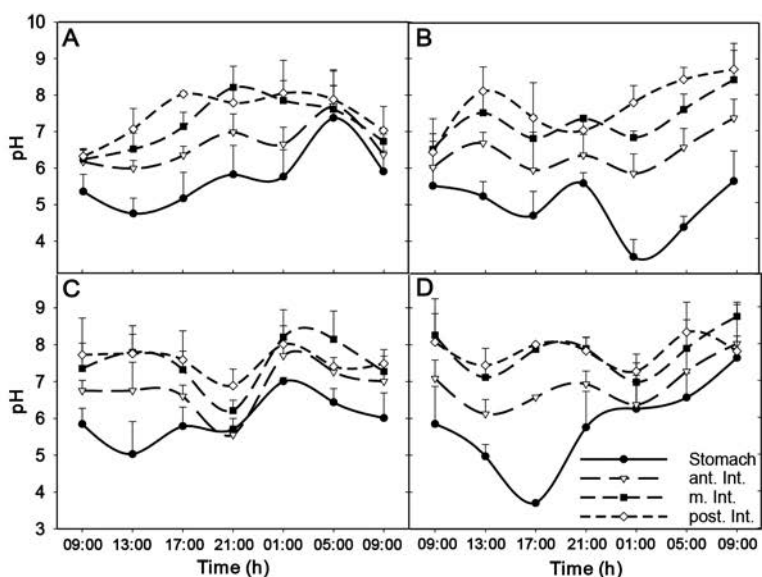 10
9
8
7
6
5
4
pH
A
B
9
8
7
6
5
4
3
pH
C
D
Stomach
ant. Int.
m. Int.
post. Int.
09:00 13:00 17:00 21:00 01:00 05:00 09:00
09:00 13:00 17:00 21:00 01:00 05:00 09:00
Time (h)
Time (h)